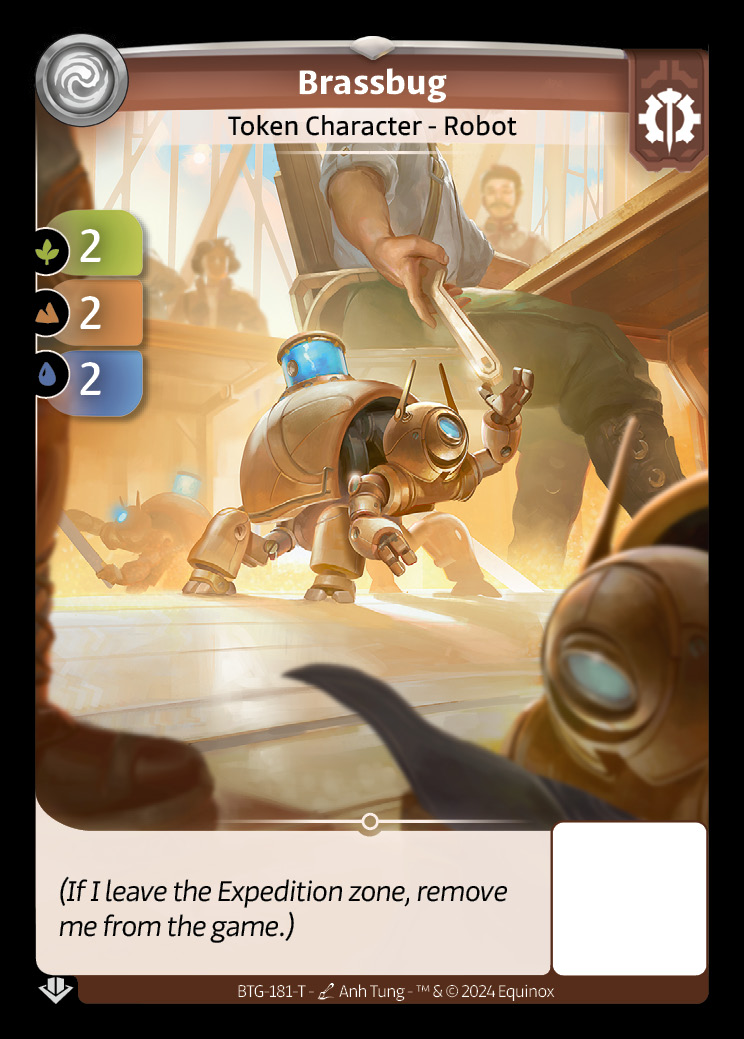 Brassbug
Token Character - Robot
2
2
2
(If I leave the Expedition zone, remove
me from the game.)
BTG-181-T - Anh Tung - ™ & © 2024 Equinox